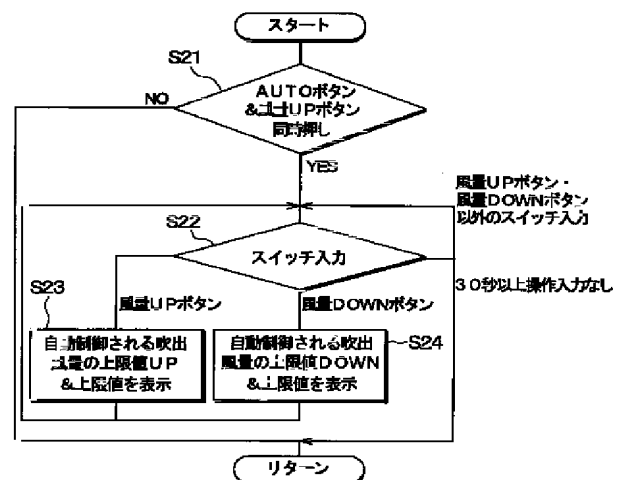 スタート
S21
AUTOボタン
&風量UPボタン
同時押し
NO
YES
風量UPボタン・
風量DOWNボタン
以外のスイッチ入力
S22
スイッチ入力
30秒以上操作入力なし
S23
風量UPボタン
風量DOWNボタン
自動制御される吹出
風量の上限値UP
&上限値を表示
自動制御される吹出
風量の上限値DOWN
&上限値を表示
S24
リターン